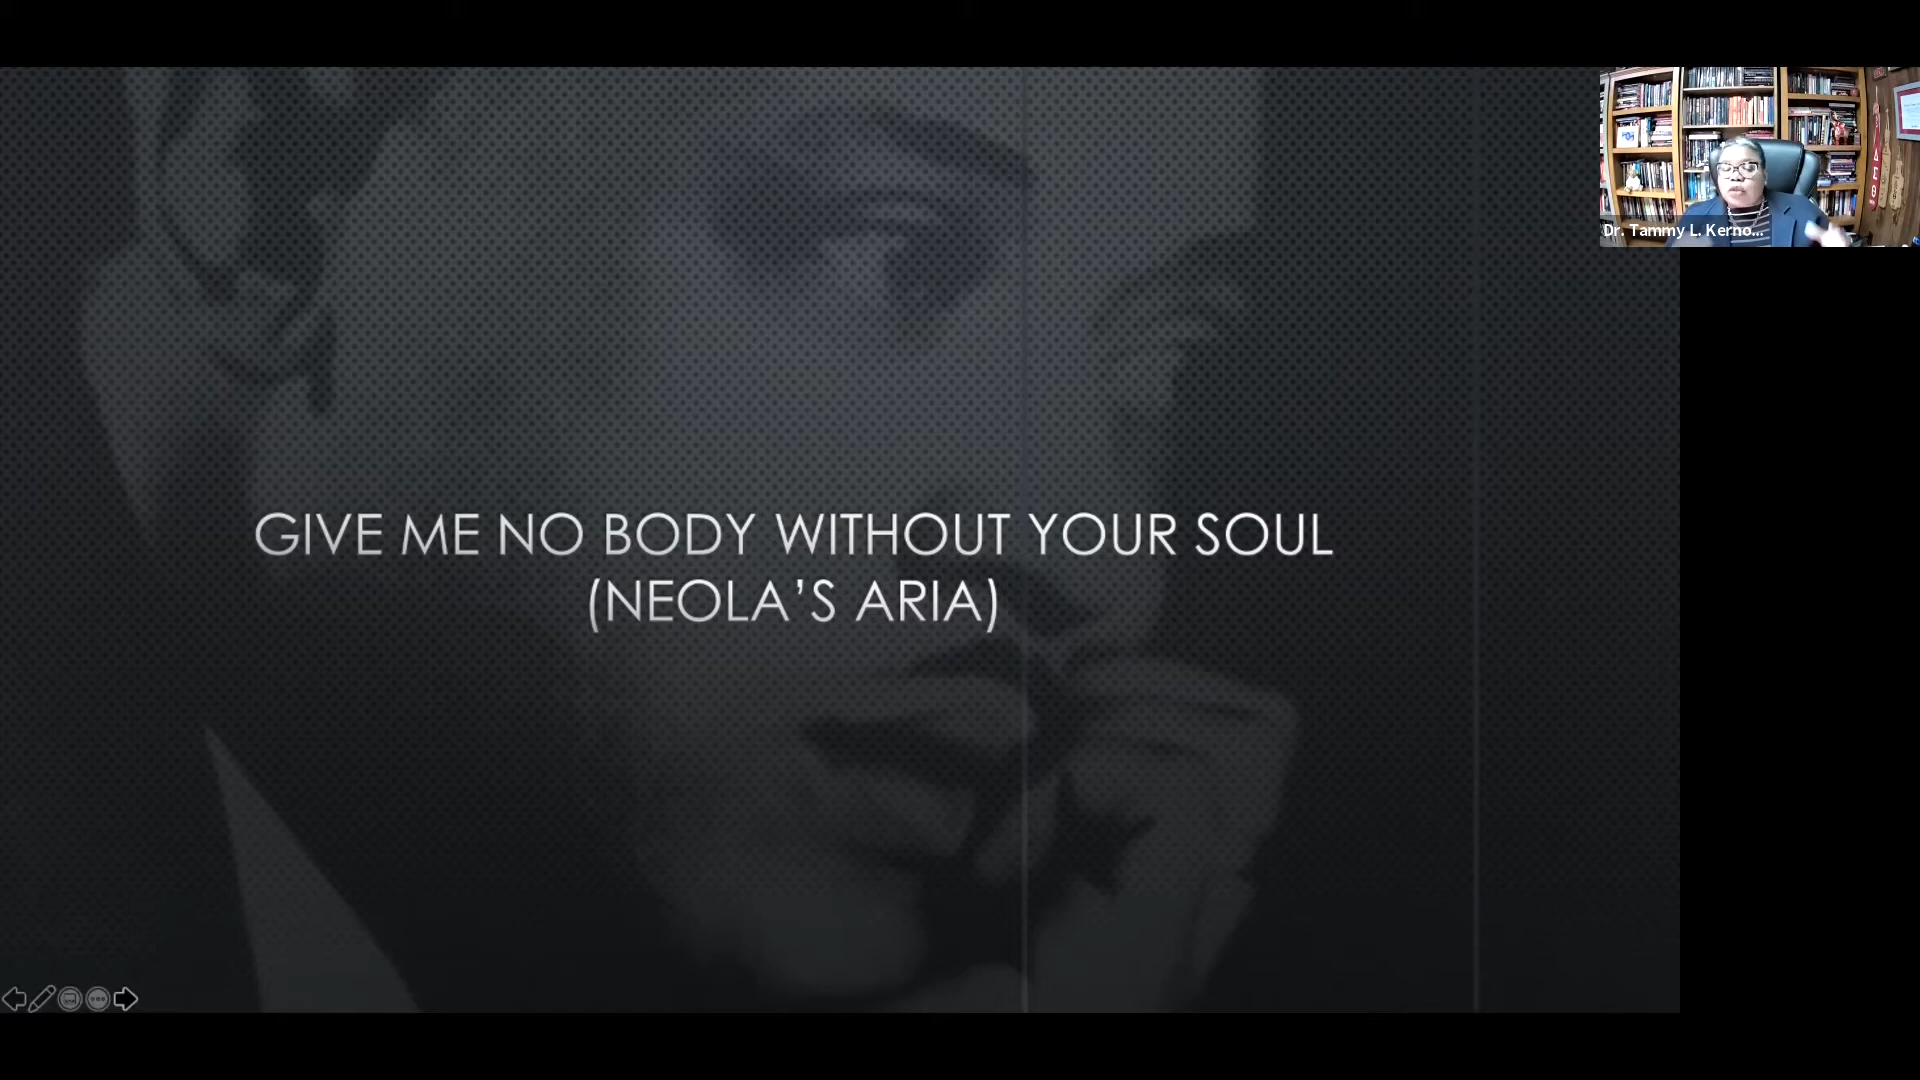 Dr. Tammy L. Kerno...
GIVE ME NO BODY WITHOUT YOUR SOUL
(NEOLA’S ARIA)